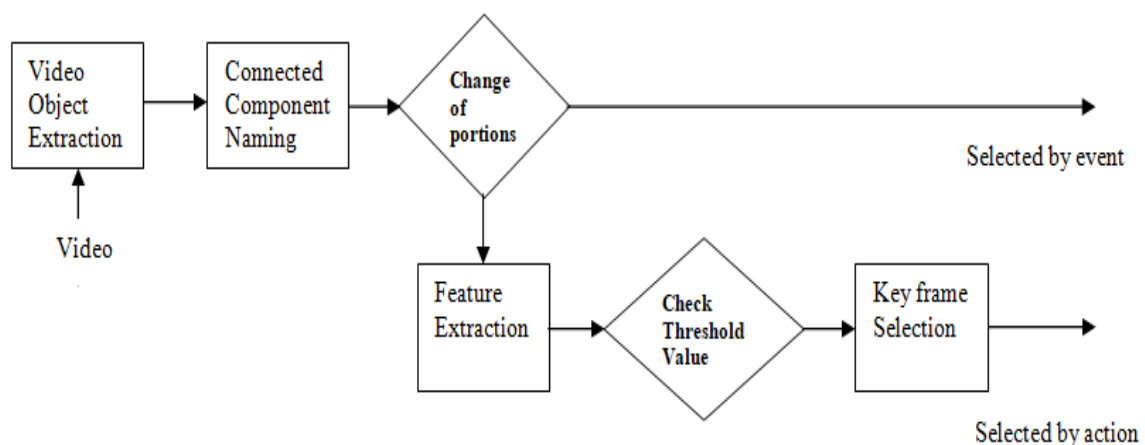 Video
Object
Extraction
Connected
Component
Naming
Change
of
portions
Selected by event
Video
Feature
Extraction
Check
Threshold
Value
Key frame
Selection
Selected by action